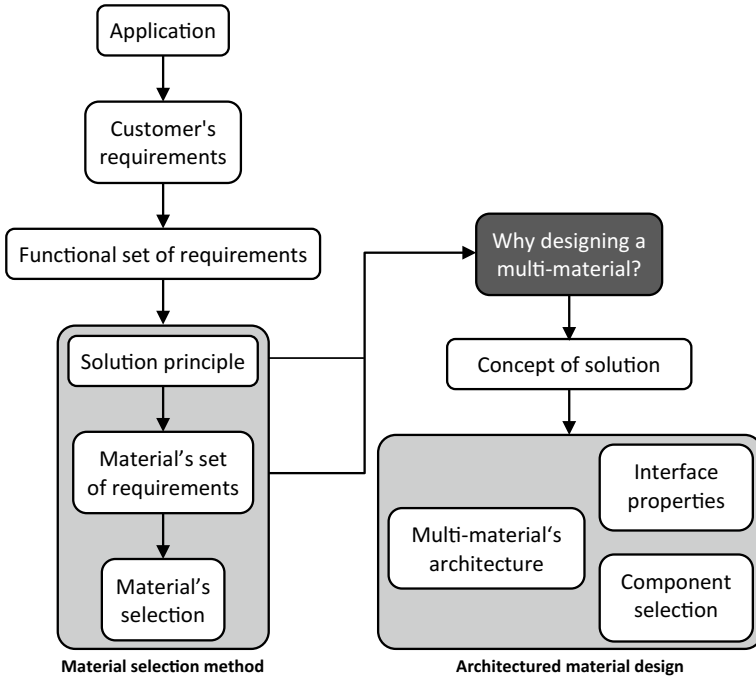 Application
Customer's
requirements
Functional set of requirements
Solution principle
Material’s set
of requirements
Material’s
selection
Material selection method
Why designing a
multi-material?
Concept of solution
Multi-material‘s
architecture
Interface
properties
Component
selection
Architectured material design